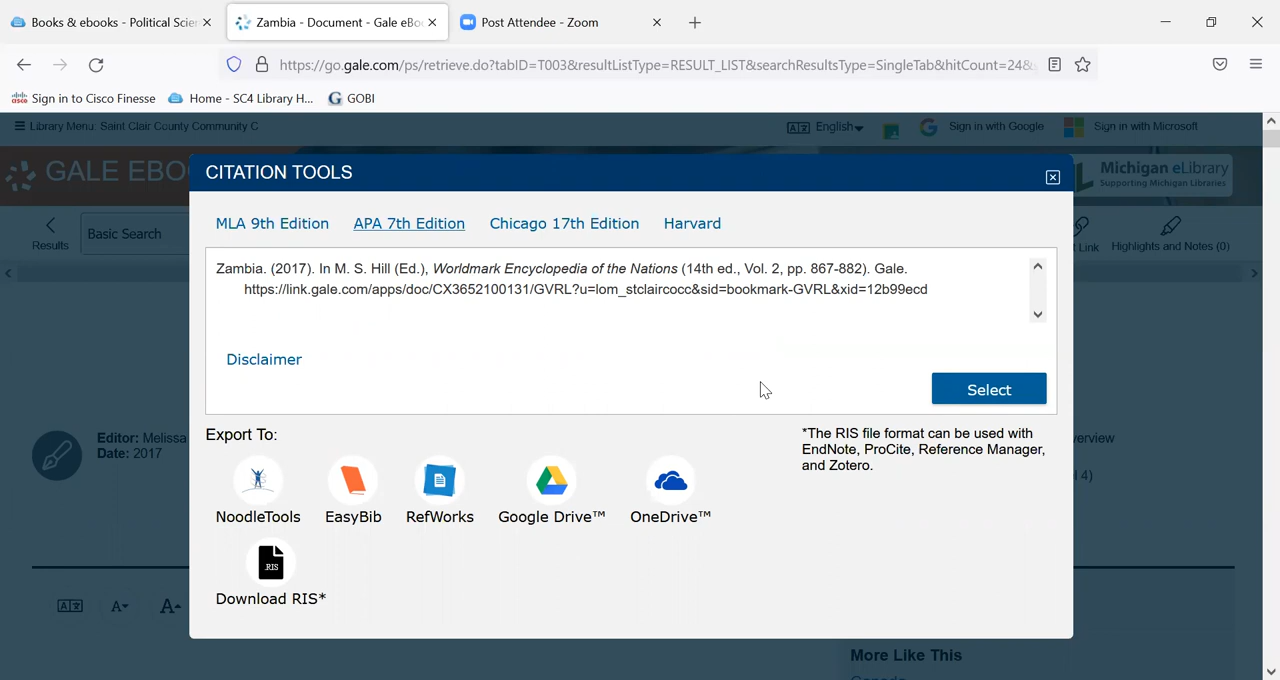 Books & ebooks - Political Scien
Zambia - Document - Gale eBo
Post Attendee - Zoom
https://go.gale.com/ps/retrieve.do?tabID=T003&resultListType=RESULT_LIST&searchResultsType=SingleTab&hitCount=24&s
Sign in to Cisco Finesse
Home - SC4 Library H...
GOBI
Library Menu: Saint Clair County Community C
English
Sign in with Google
Sign in with Microsoft
GALE EBO
Michigan eLibrary
Supporting Michigan Libraries
CITATION TOOLS
Results
Basic Search
t Link
Highlights and Notes (0)
MLA 9th Edition
APA 7th Edition
Chicago 17th Edition
Harvard
Zambia. (2017). In M. S. Hill (Ed.), Worldmark Encyclopedia of the Nations (14th ed., Vol. 2, pp. 867-882). Gale.
https://link.gale.com/apps/doc/CX3652100131/GVRL?u=lom_stclaircocc&sid=bookmark-GVRL&xid=12b99ecd
Disclaimer
Select
Editor: Melissa
Date: 2017
verview
l 4)
Export To:
*The RIS file format can be used with
EndNote, ProCite, Reference Manager,
and Zotero.
NoodleTools
EasyBib
RefWorks
Google Drive™
OneDrive™
.RIS
Download RIS*
A
A
More Like This